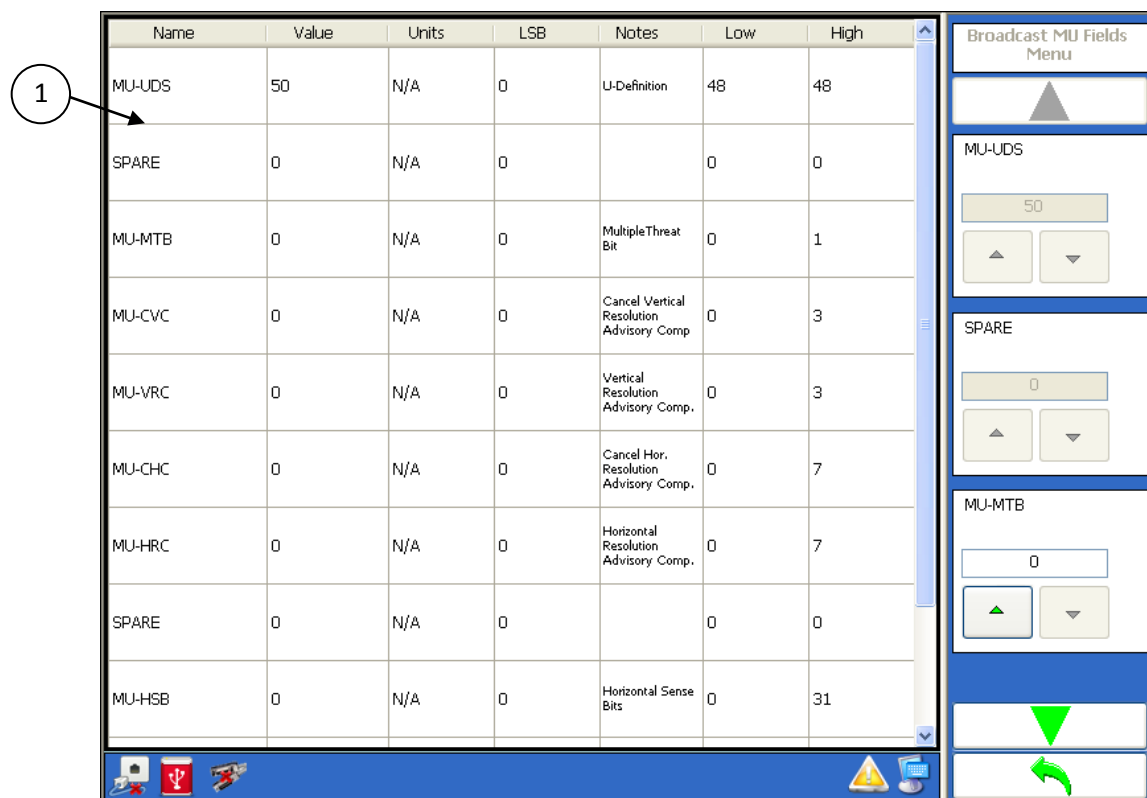 1
Name Value Units LSB Notes Low High
MU-UDS 50 N/A 0 U-Definition 48 48
SPARE 0 N/A 0 0 0
MU-MTB 0 N/A 0 MultipleThreat
Bit 0 1
MU-CVC 0 N/A 0 Cancel Vertical
Resolution
Advisory Comp 0 3
MU-VRC 0 N/A 0 Vertical
Resolution
Advisory Comp. 0 3
MU-CHC 0 N/A 0 Cancel Hor.
Resolution
Advisory Comp. 0 7
MU-HRC 0 N/A 0 Horizontal
Resolution
Advisory Comp. 0 7
SPARE 0 N/A 0 0 0
MU-HSB 0 N/A 0 Horizontal Sense
Bits 0 31
Broadcast MU Fields
Menu
MU-UDS
50
SPARE
0
MU-MTB
0